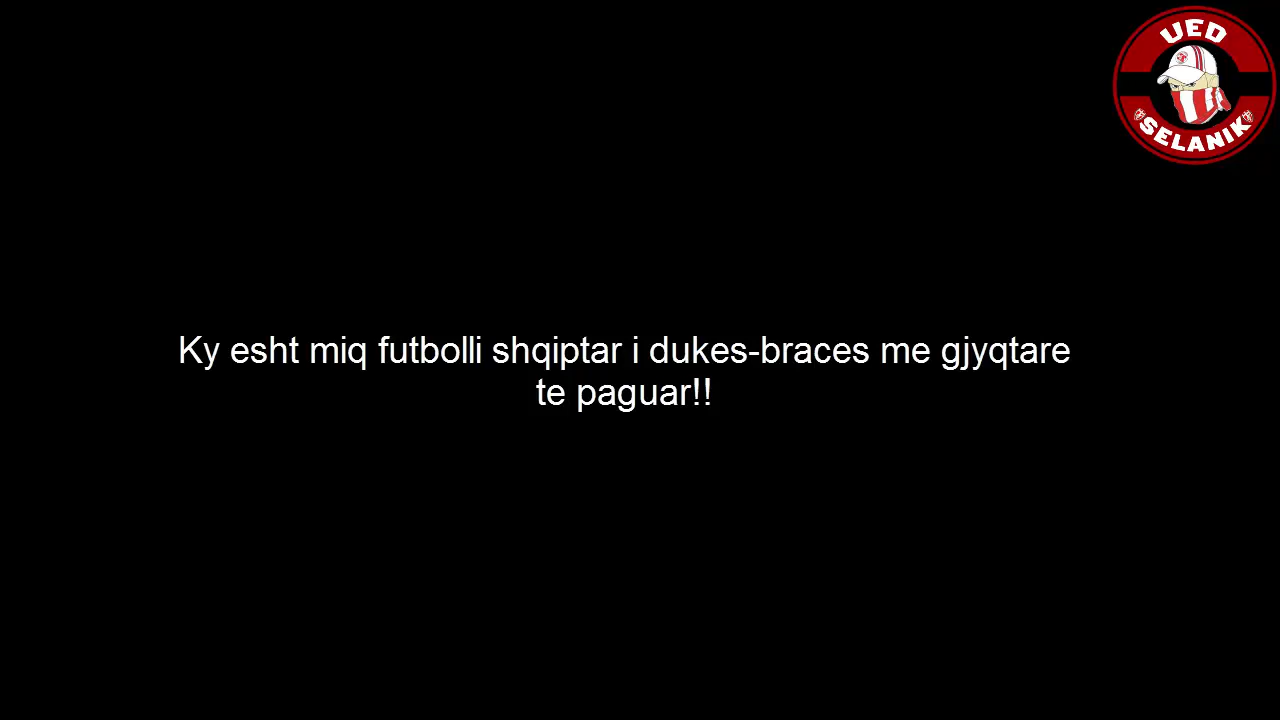 UED
SELANIK
Ky esht miq futbolli shqiptar i dukes-braces me gjyqtare
te paguar!!